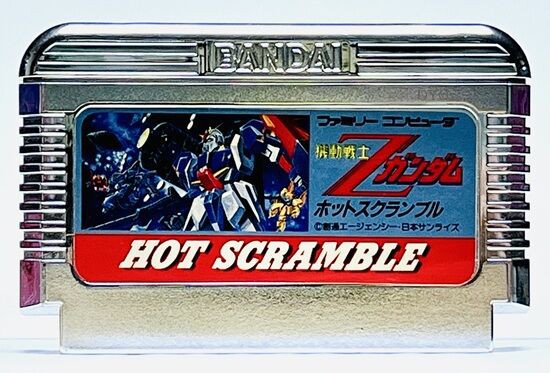 BANDAI
ファミリー コンピュータ
機動戦士
Zガンダム
ホットスクランブル
©創通エージェンシー・日本サンライズ
HOT SCRAMBLE